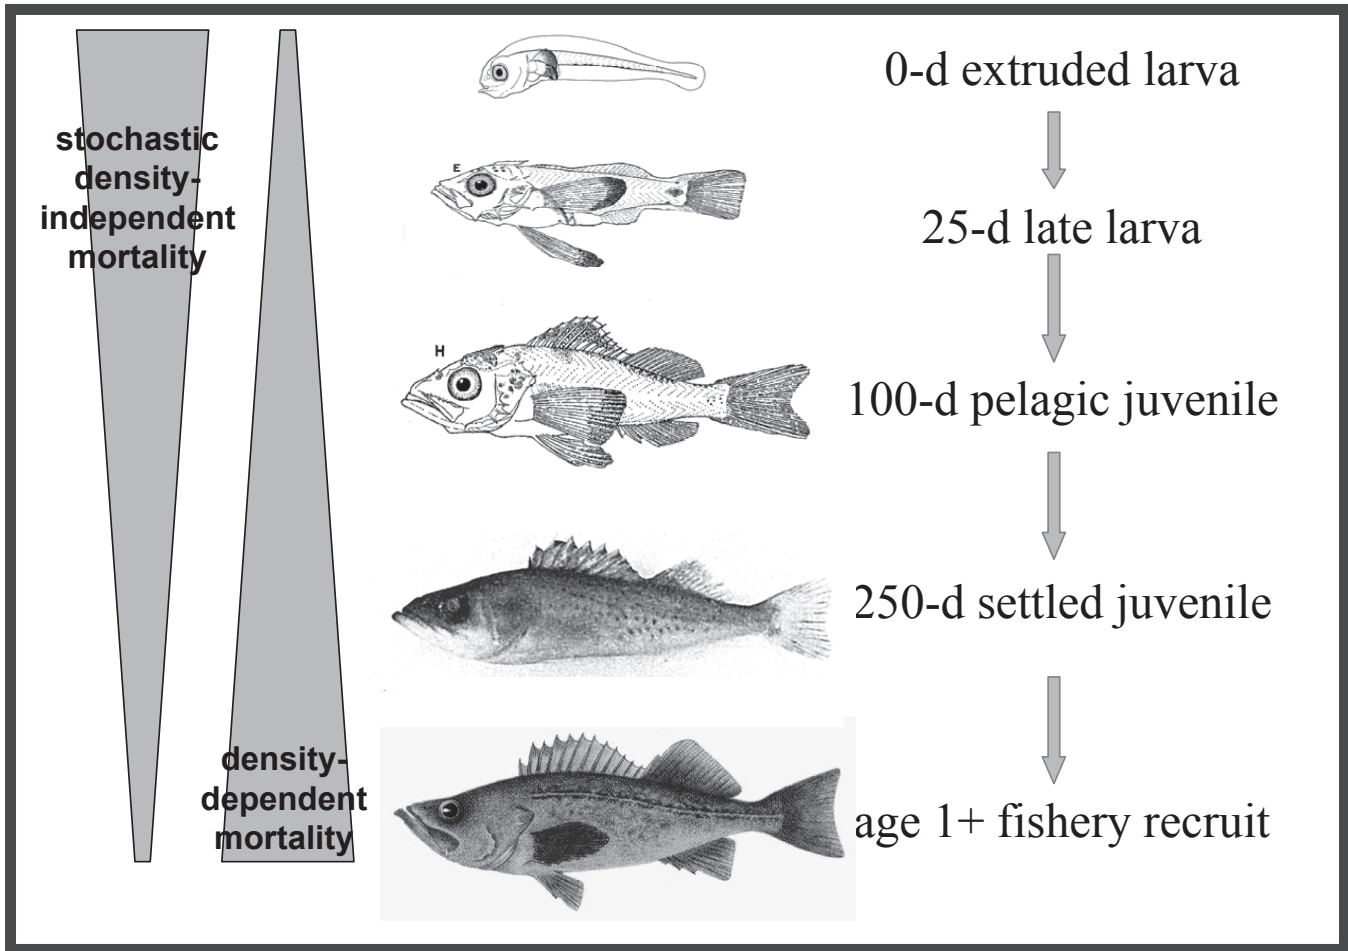 stochastic
density-
independent
mortality
density-
dependent
mortality
E
H
0-d extruded larva
25-d late larva
100-d pelagic juvenile
250-d settled juvenile
age 1+ fishery recruit